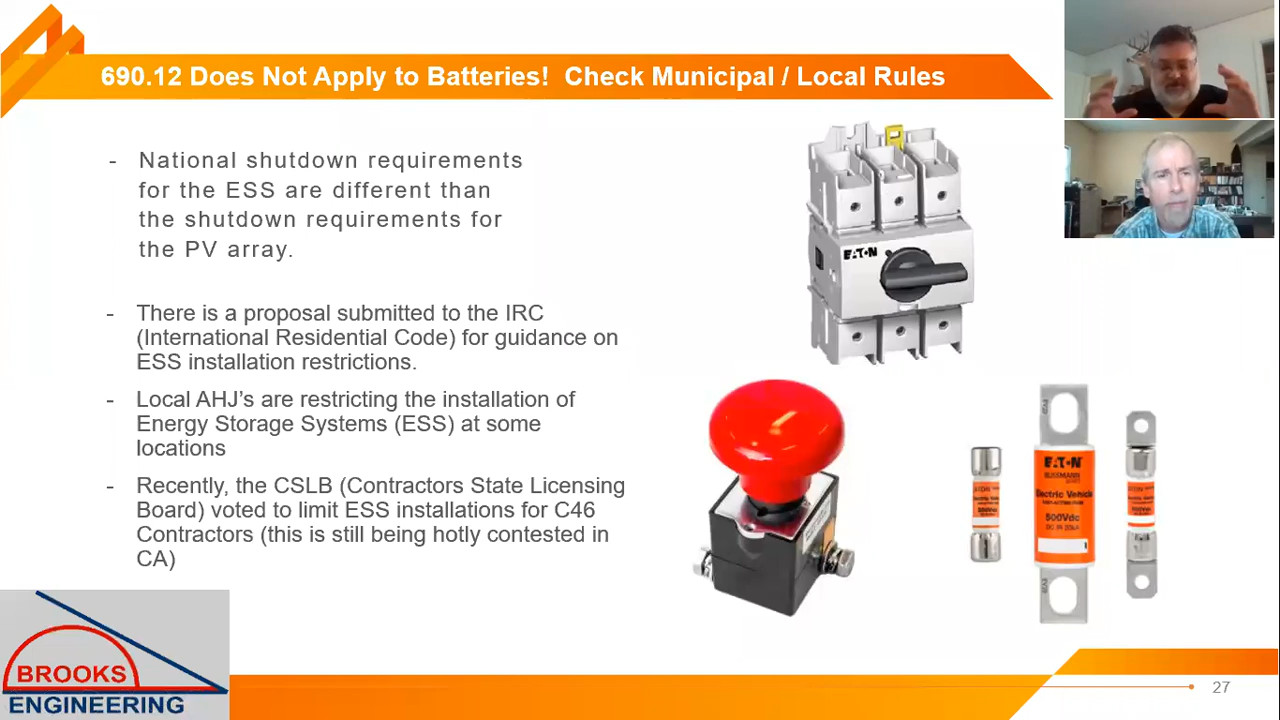 690.12 Does Not Apply to Batteries! Check Municipal / Local Rules
- National shutdown requirements
for the ESS are different than
the shutdown requirements for
the PV array.
- There is a proposal submitted to the IRC
(International Residential Code) for guidance on
ESS installation restrictions.
- Local AHJ's are restricting the installation of
Energy Storage Systems (ESS) at some
locations
- Recently, the CSLB (Contractors State Licensing
Board) voted to limit ESS installations for C46
Contractors (this is still being hotly contested in
CA)
EATON
EATON
Electric Vehicle
500Vdc
BROOKS
ENGINEERING
27